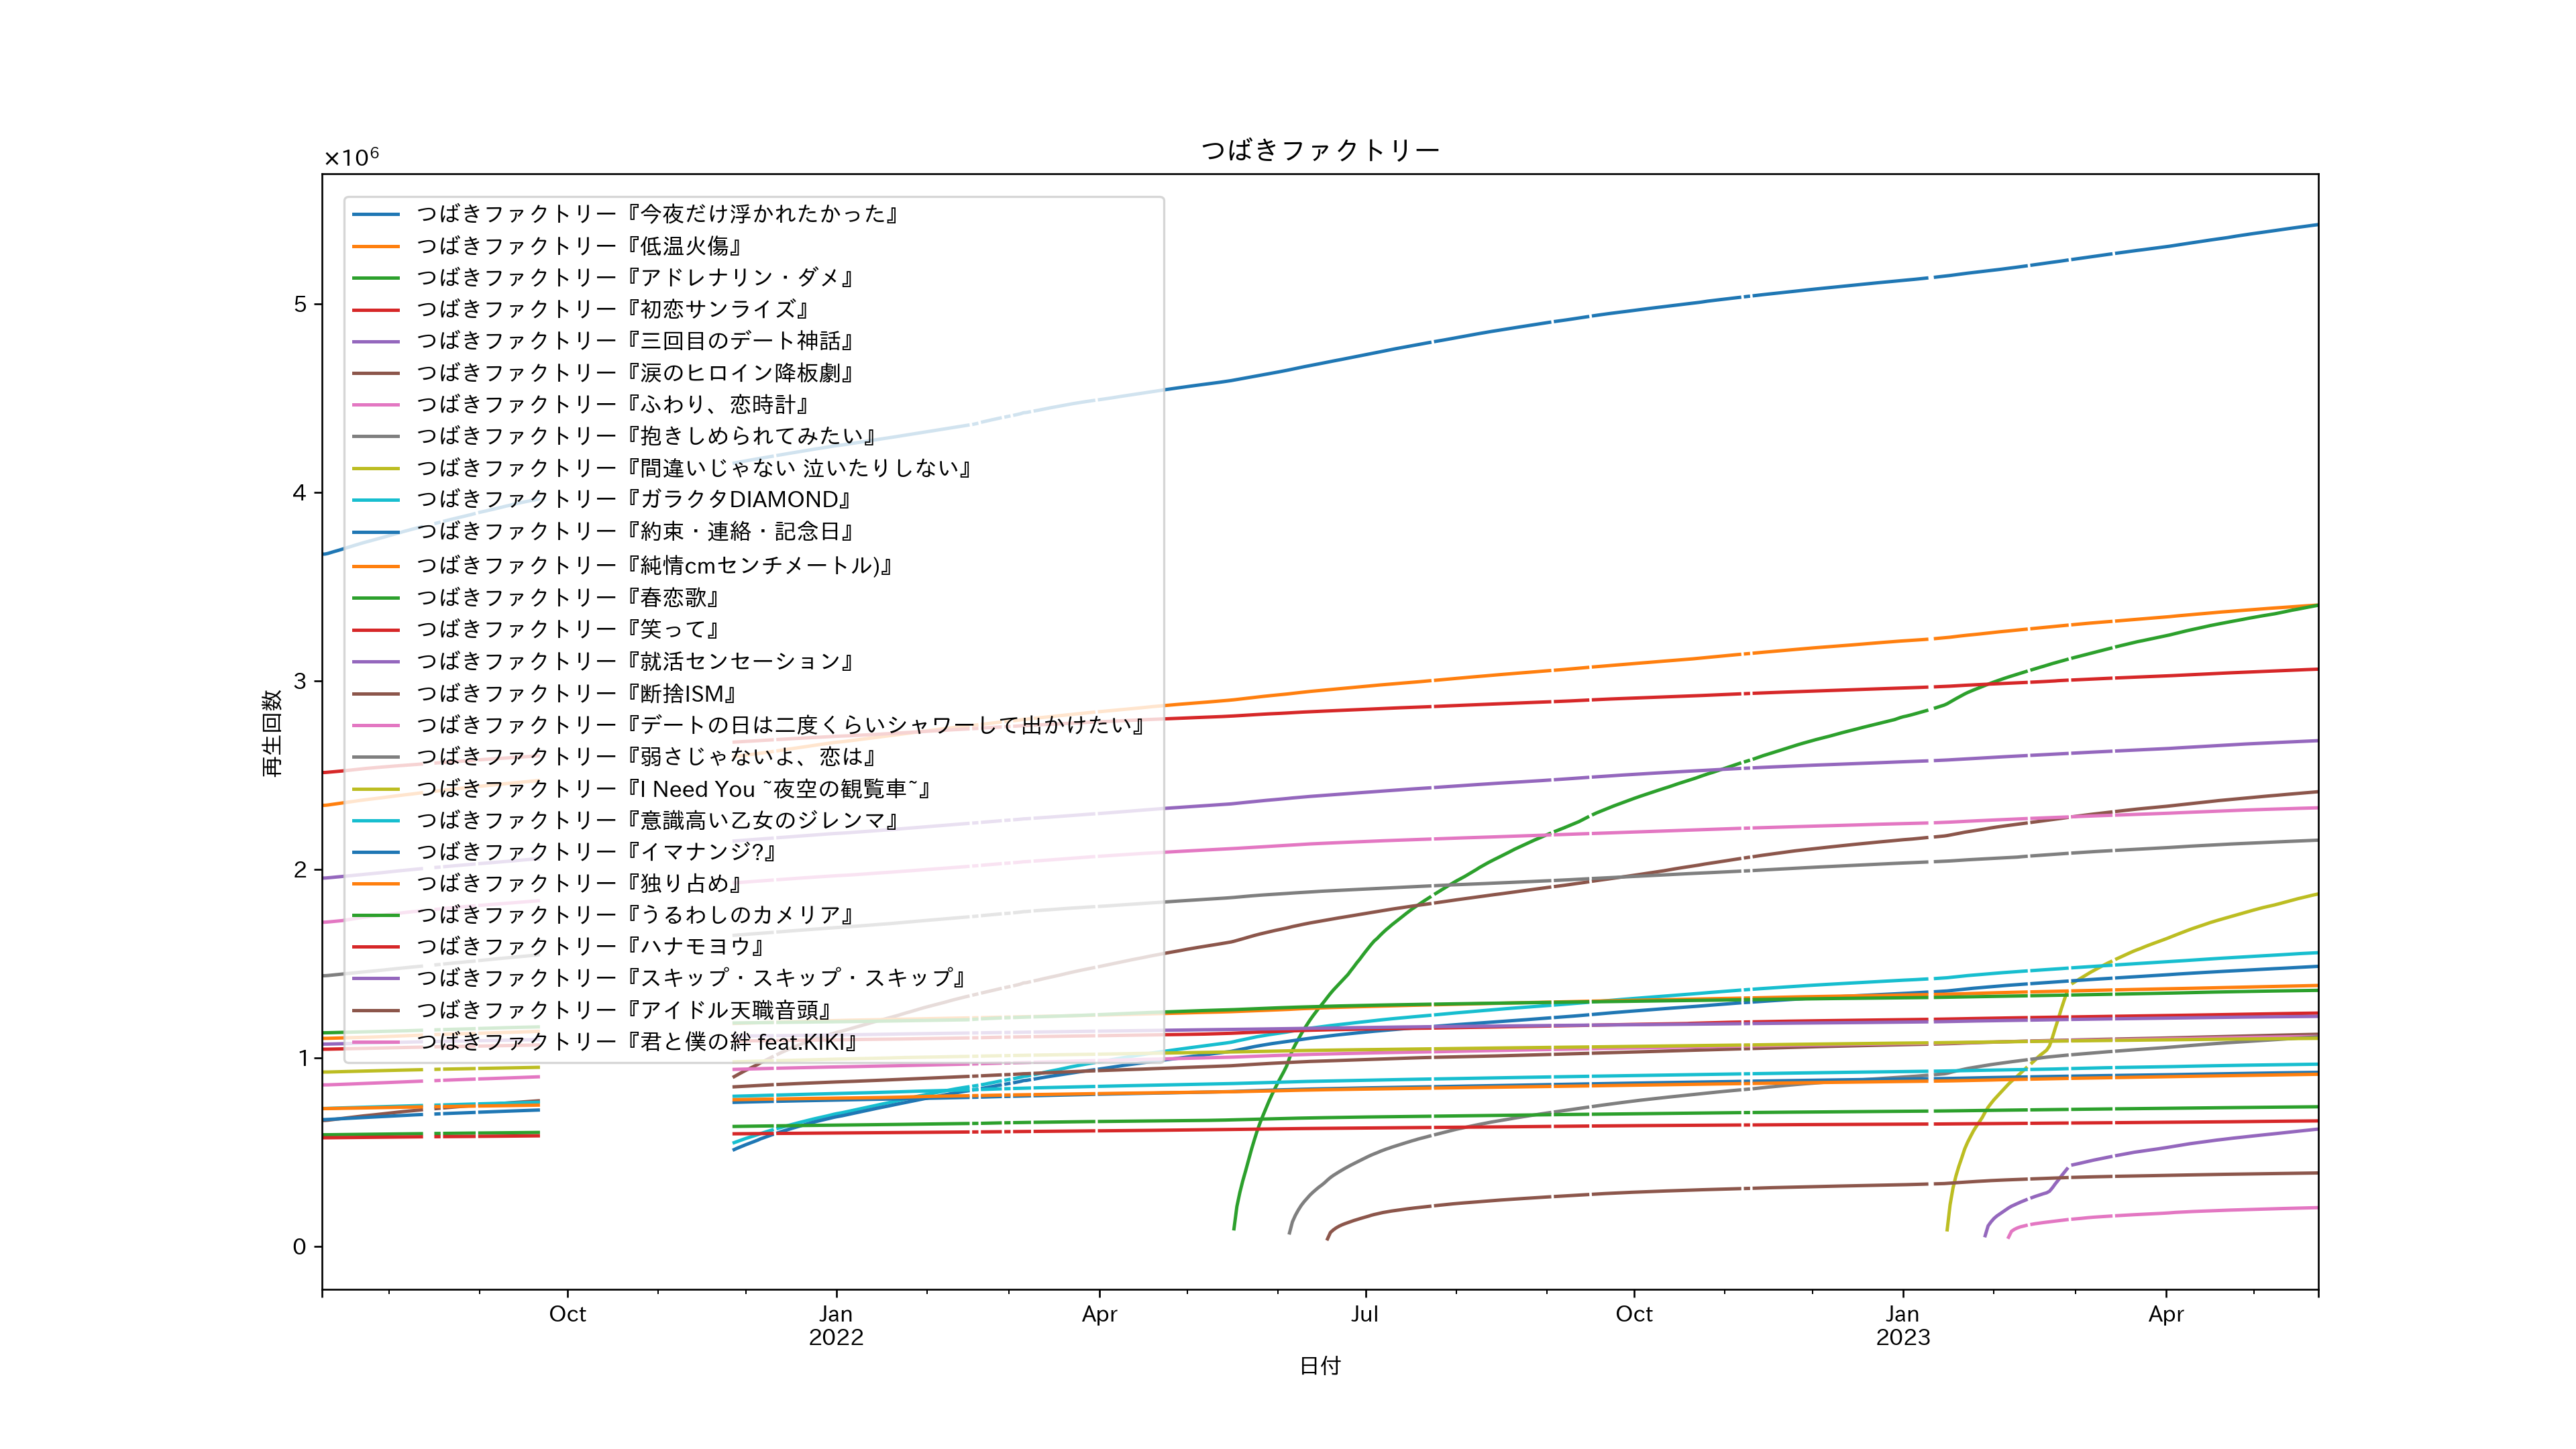 つばきファクトリー
×10⁶
つばきファクトリー『今夜だけ浮かれたかった』
つばきファクトリー『低温火傷』
つばきファクトリー『アドレナリン・ダメ』
つばきファクトリー『初恋サンライズ』
つばきファクトリー『三回目のデート神話』
つばきファクトリー『涙のヒロイン降板劇』
つばきファクトリー『ふわり、恋時計』
つばきファクトリー『抱きしめられてみたい』
つばきファクトリー『間違いじゃない 泣いたりしない』
つばきファクトリー『ガラクタDIAMOND』
つばきファクトリー『約束・連絡・記念日』
つばきファクトリー『純情cmセンチメートル)』
つばきファクトリー『春恋歌』
つばきファクトリー『笑って』
つばきファクトリー『就活センセーション』
つばきファクトリー『断捨ISM』
つばきファクトリー『デートの日は二度くらいシャワーして出かけたい』
つばきファクトリー『弱さじゃないよ、恋は』
つばきファクトリー『I Need You ~夜空の観覧車~』
つばきファクトリー『意識高い乙女のジレンマ』
つばきファクトリー『イマナンジ?』
つばきファクトリー『独り占め』
つばきファクトリー『うるわしのカメリア』
つばきファクトリー『ハナモヨウ』
つばきファクトリー『スキップ・スキップ・スキップ』
つばきファクトリー『アイドル天職音頭』
つばきファクトリー『君と僕の絆 feat.KIKI』
5
4
3
2
1
0
再生回数
Oct Jan Apr Jul Oct Jan Apr
2022 2023
日付